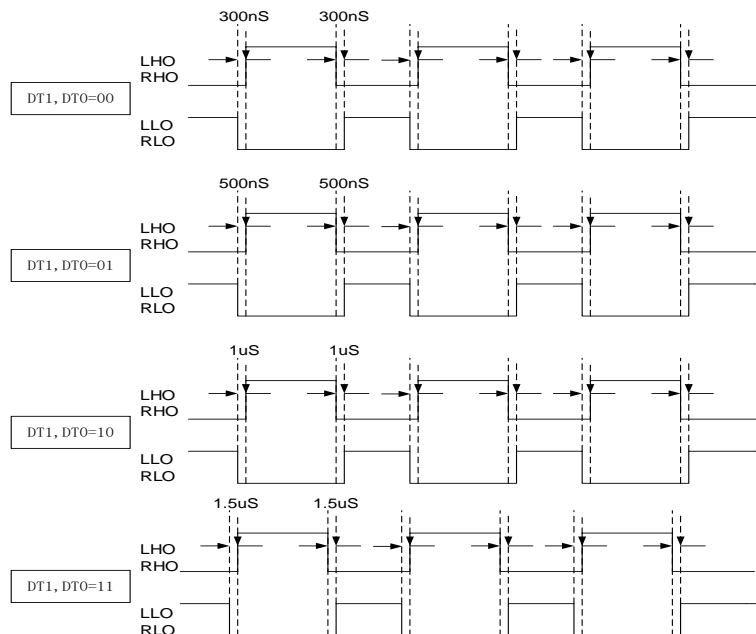 300nS 300nS
LHO
RHO
DT1,DT0=00
LLO
RLO
500nS 500nS
LHO
RHO
DT1,DT0=01
LLO
RLO
1uS 1uS
LHO
RHO
DT1,DT0=10
LLO
RLO
1.5uS 1.5uS
LHO
RHO
DT1,DT0=11
LLO
RLO